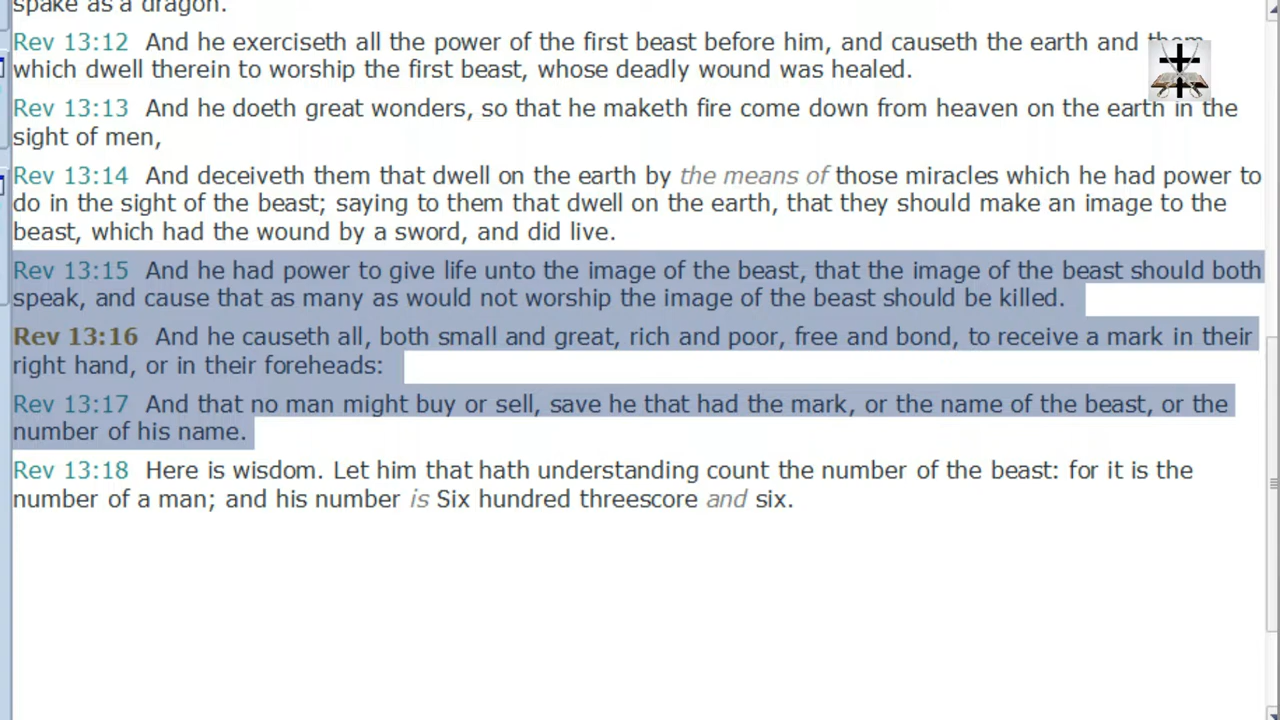 spake as a dragon.
Rev 13:12 And he exerciseth all the power of the first beast before him, and causeth the earth and them
which dwell therein to worship the first beast, whose deadly wound was healed.
Rev 13:13 And he doeth great wonders, so that he maketh fire come down from heaven on the earth in the
sight of men,
Rev 13:14 And deceiveth them that dwell on the earth by the means of those miracles which he had power to
do in the sight of the beast; saying to them that dwell on the earth, that they should make an image to the
beast, which had the wound by a sword, and did live.
Rev 13:15 And he had power to give life unto the image of the beast, that the image of the beast should both
speak, and cause that as many as would not worship the image of the beast should be killed.
Rev 13:16 And he causeth all, both small and great, rich and poor, free and bond, to receive a mark in their
right hand, or in their foreheads:
Rev 13:17 And that no man might buy or sell, save he that had the mark, or the name of the beast, or the
number of his name.
Rev 13:18 Here is wisdom. Let him that hath understanding count the number of the beast: for it is the
number of a man; and his number is Six hundred threescore and six.